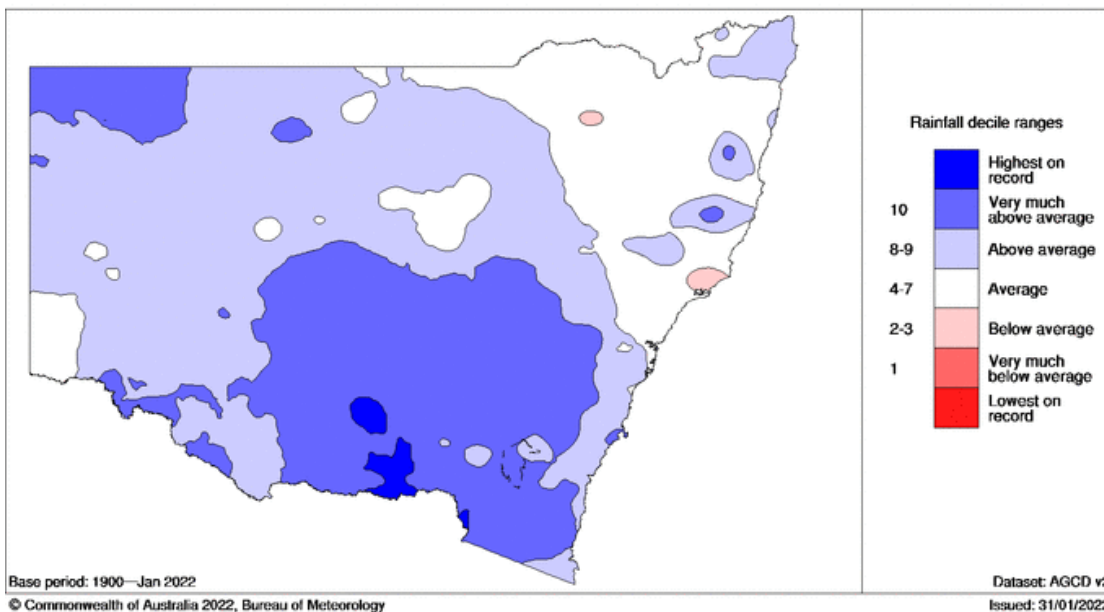 Rainfall decile ranges
Highest on
record
10
Very much
above average
8-9
Above average
4-7
Average
2-3
Below average
1
Very much
below average
Lowest on
record
Base period: 1900—Jan 2022
Dataset: AGCD
© Commonwealth of Australia 2022, Bureau of Meteorology
Issued: 31/01/2022